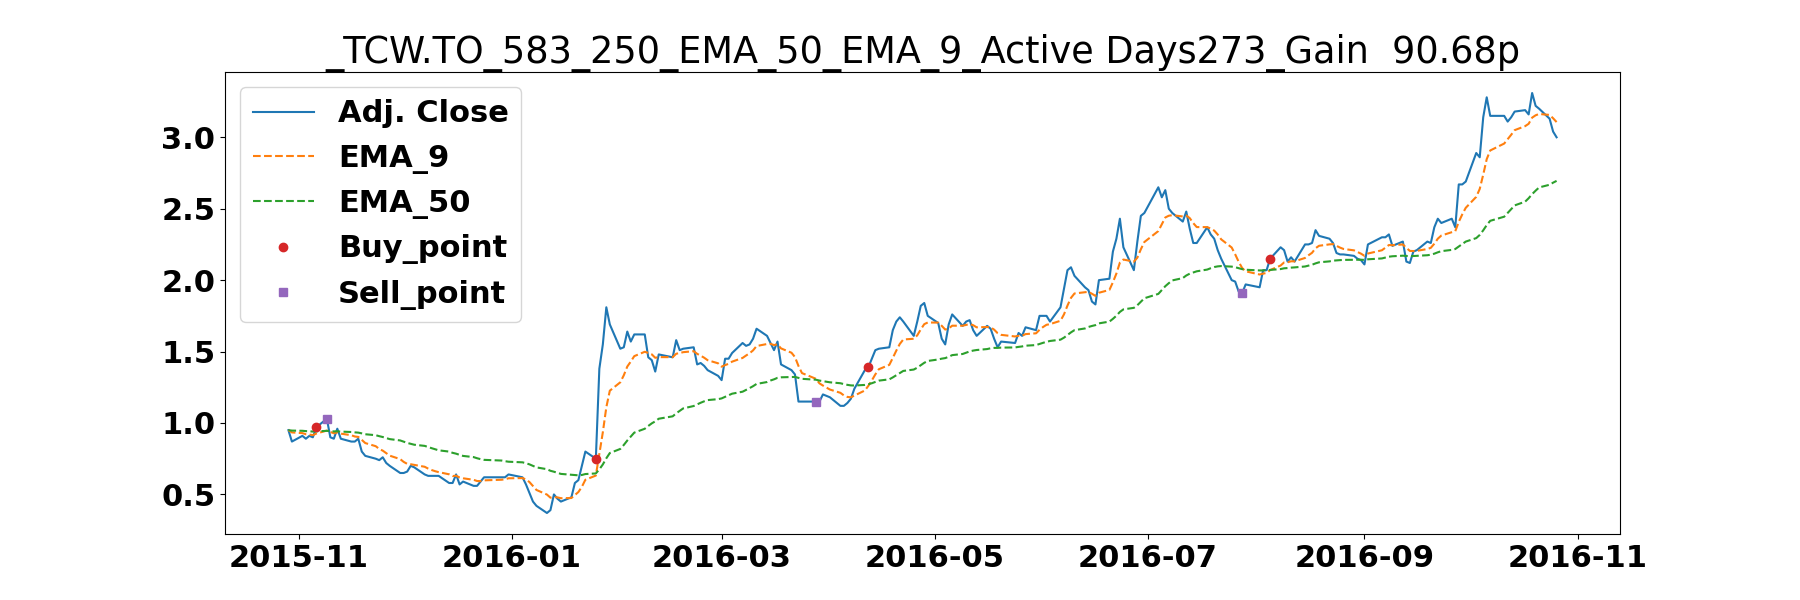 _TCW.TO_583_250_EMA_50_EMA_9_Active Days273_Gain  90.68p
Adj. Close
EMA_9
EMA_50
Buy_point
Sell_point
3.0
2.5
2.0
1.5
1.0
0.5
2015-11 2016-01 2016-03 2016-05 2016-07 2016-09 2016-11